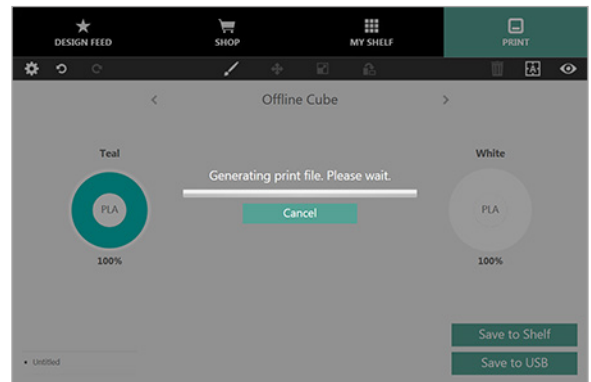 DESIGN FEED
SHOP
MY SHELF
PRINT
A
Offline Cube
Teal
White
Generating print file. Please wait.
PLA
Cancel
PLA
100%
100%
Save to Shelf
• Untitled
Save to USB